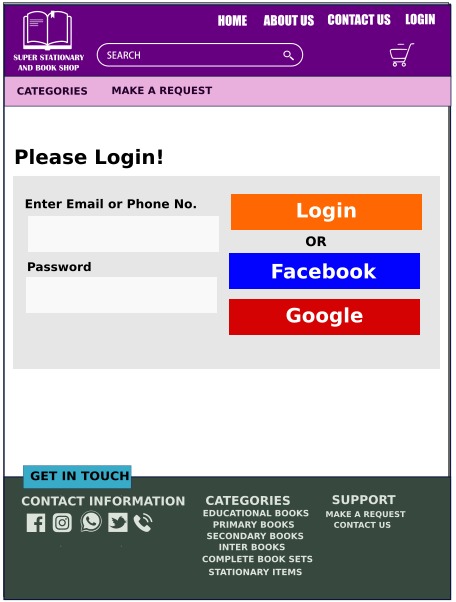 HOME ABOUT US CONTACT US LOGIN
SUPER STATIONARY
AND BOOK SHOP
SEARCH
CATEGORIES MAKE A REQUEST
Please Login!
Enter Email or Phone No.
Login
OR
Password
Facebook
Google
GET IN TOUCH
CONTACT INFORMATION
CATEGORIES
EDUCATIONAL BOOKS
PRIMARY BOOKS
SECONDARY BOOKS
INTER BOOKS
COMPLETE BOOK SETS
STATIONARY ITEMS
SUPPORT
MAKE A REQUEST
CONTACT US